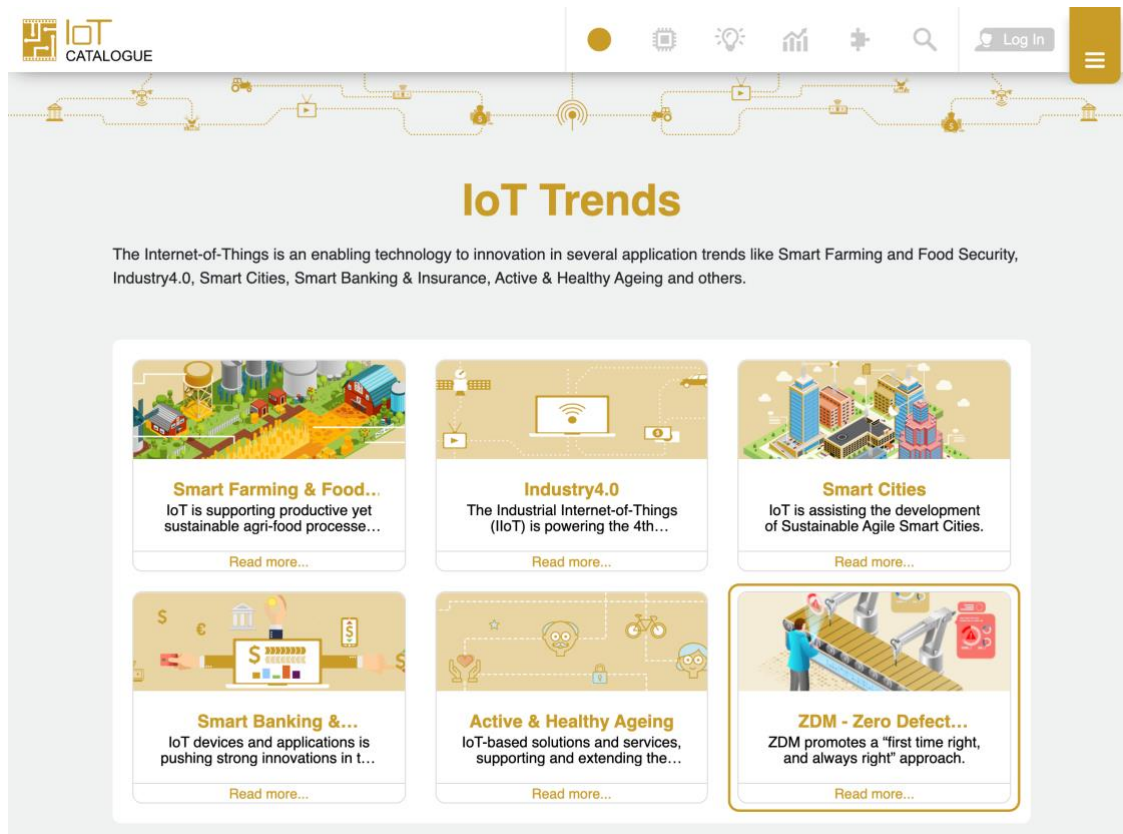 IoT
CATALOGUE
Log In
IoT Trends
The Internet-of-Things is an enabling technology to innovation in several application trends like Smart Farming and Food Security,
Industry4.0, Smart Cities, Smart Banking & Insurance, Active & Healthy Ageing and others.
Smart Farming & Food...
IoT is supporting productive yet
sustainable agri-food processe...
Read more...
Industry4.0
The Industrial Internet-of-Things
(IIoT) is powering the 4th...
Read more...
Smart Cities
IoT is assisting the development
of Sustainable Agile Smart Cities.
Read more...
$
€
$
$
$
Smart Banking &...
IoT devices and applications is
pushing strong innovations in t...
Read more...
Active & Healthy Ageing
IoT-based solutions and services,
supporting and extending the...
Read more...
ZDM - Zero Defect...
ZDM promotes a “first time right,
and always right” approach.
Read more...